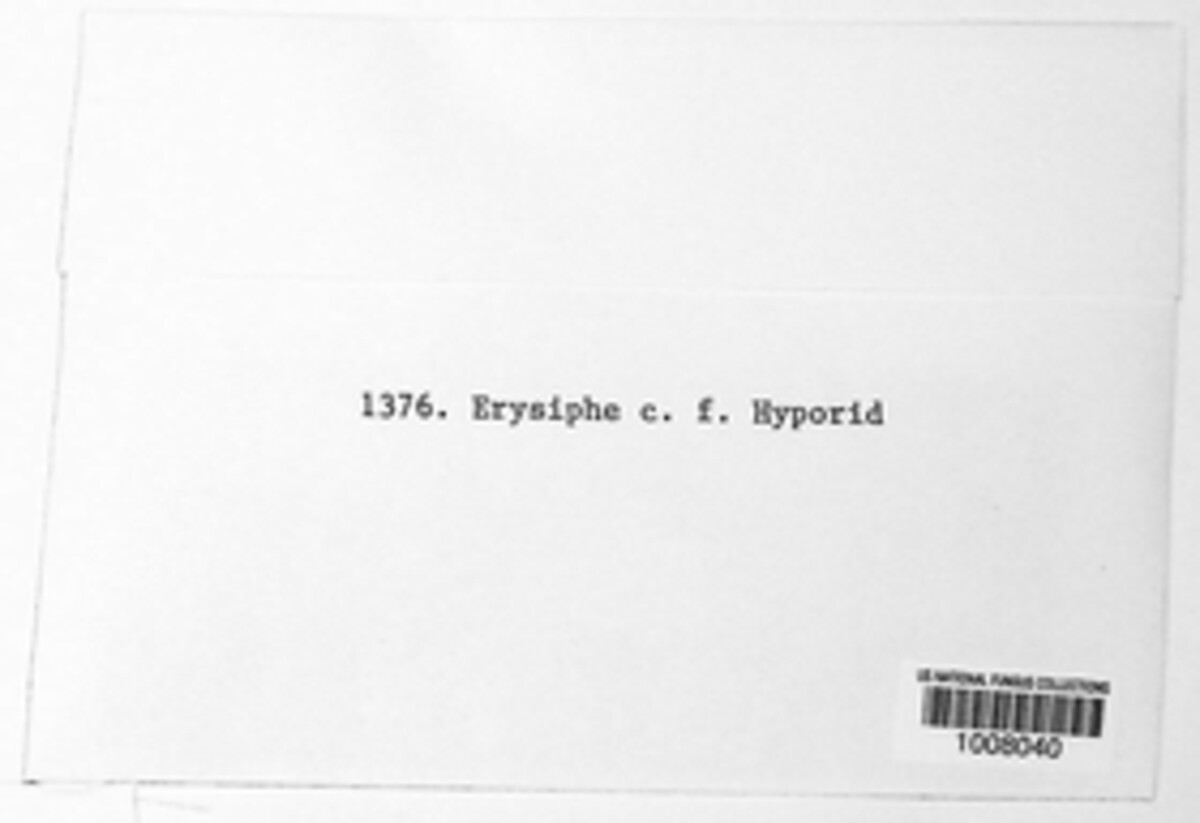 1376. Erysiphe c. f. Hyporid
US NATIONAL FUNGUS COLLECTIONS
1008040